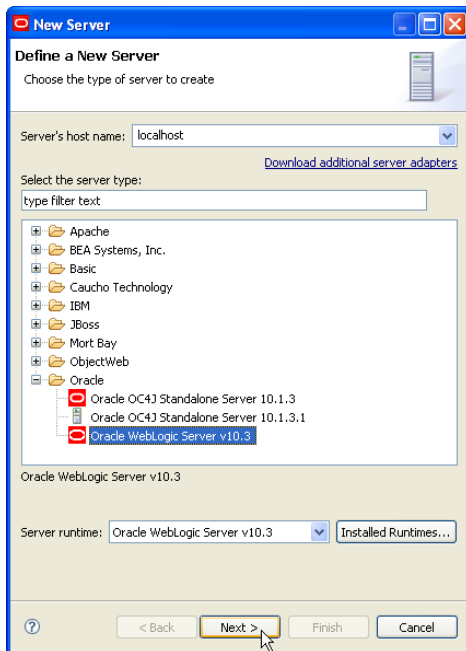 New Server
Define a New Server
Choose the type of server to create
Server's host name: localhost
Download additional server adapters
Select the server type:
type filter text
Apache
BEA Systems, Inc.
Basic
Caucho Technology
IBM
JBoss
Mort Bay
ObjectWeb
Oracle
Oracle OC4J Standalone Server 10.1.3
Oracle OC4J Standalone Server 10.1.3.1
Oracle WebLogic Server v10.3
Oracle WebLogic Server v10.3
Server runtime: Oracle WebLogic Server v10.3 Installed Runtimes...
? < Back Next > Finish Cancel